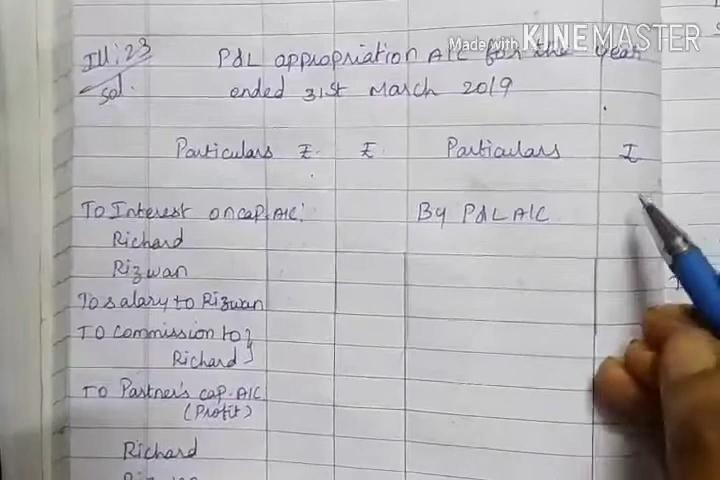 Made with KINEMASTER
Ill: 23
Sol.
P&L appropriation A/C for the year
ended 31st March 2019
Particulars ₹ ₹ Particulars ₹
To Interest on cap. A/C: By P&L A/C
Richard
Rizwan
To salary to Rizwan
TO Commission to }
Richard
TO Partner's cap. A/C
(Profit)
Richard